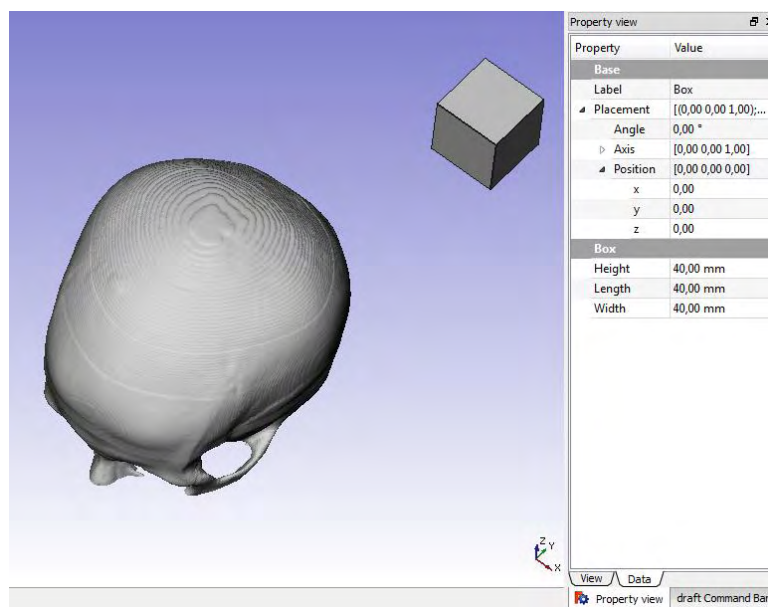 Property view
Property Value
Base
Label Box
Placement [(0,00 0,00 1,00);...
Angle 0,00 °
Axis [0,00 0,00 1,00]
Position [0,00 0,00 0,00]
x 0,00
y 0,00
z 0,00
Box
Height 40,00 mm
Length 40,00 mm
Width 40,00 mm
Z
Y
X
View Data
Property view draft Command Bar